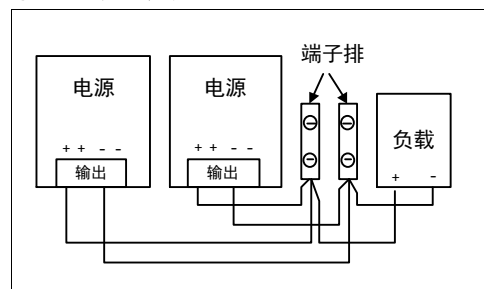 端子排
电源
电源
负载
+ + - -
+ + - -
输出
输出
+ -